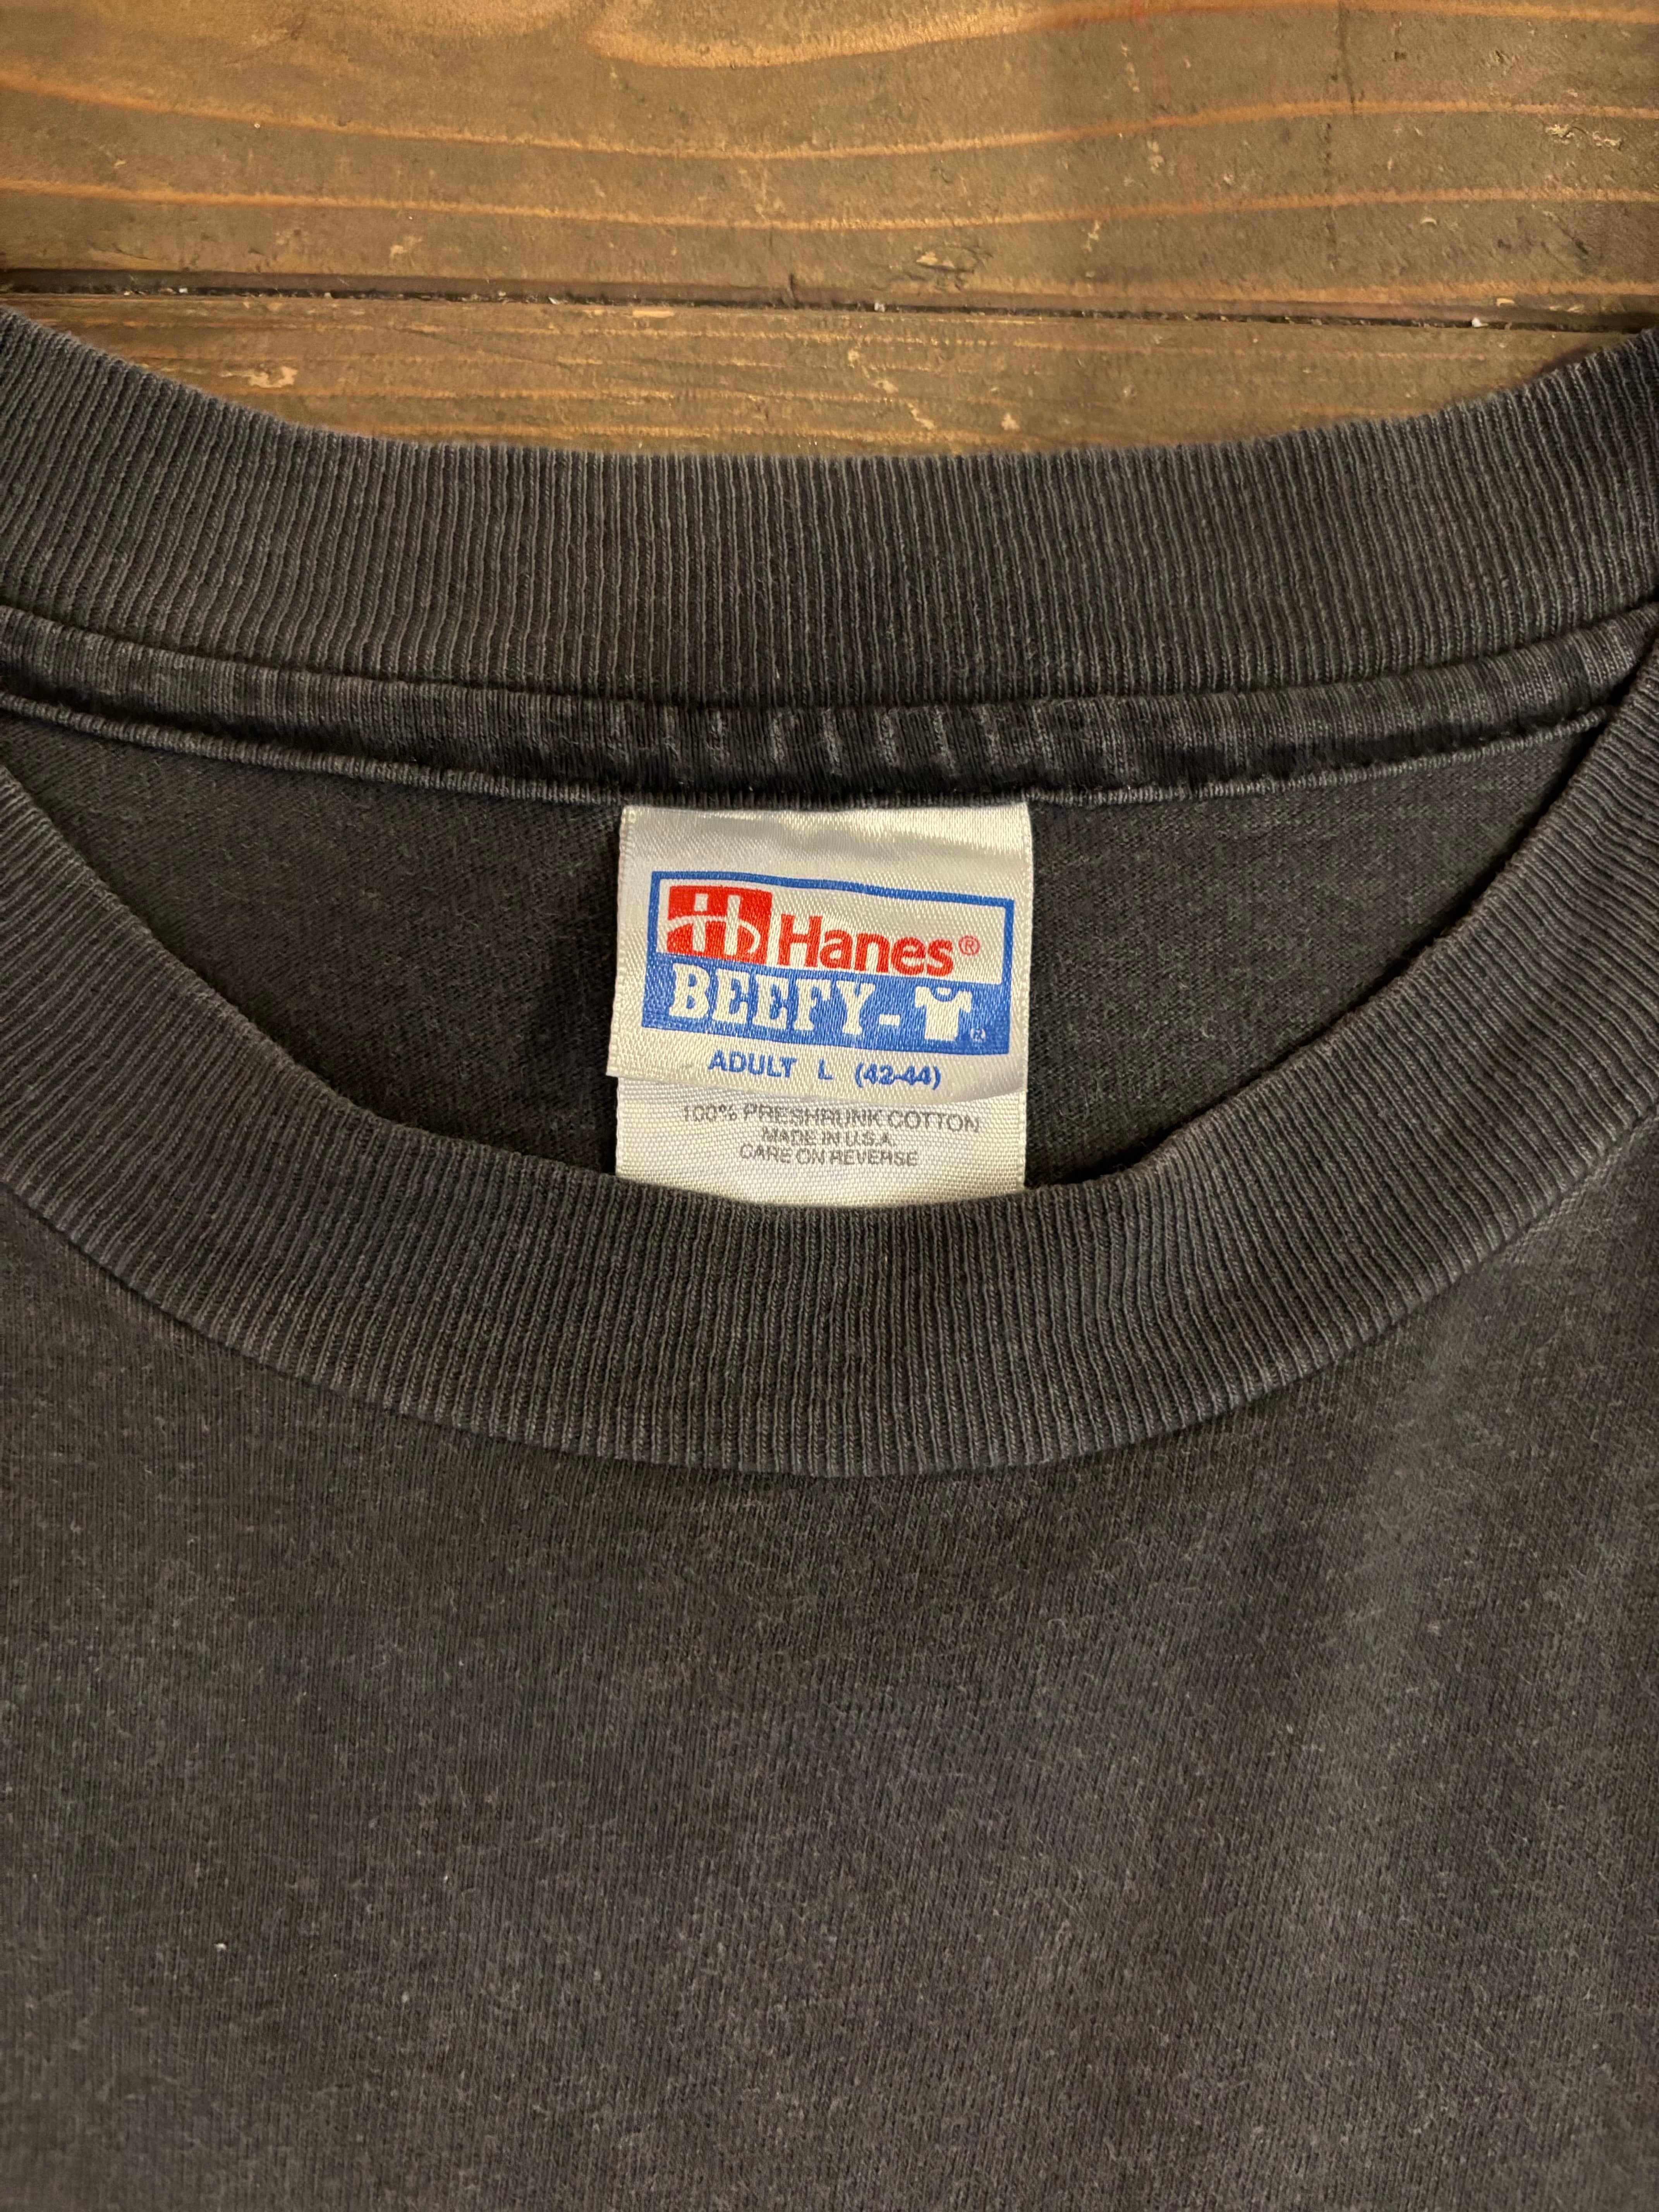 Hanes®
BEEFY-T®
ADULT L (42-44)
100% PRESHRUNK COTTON
MADE IN U.S.A.
CARE ON REVERSE